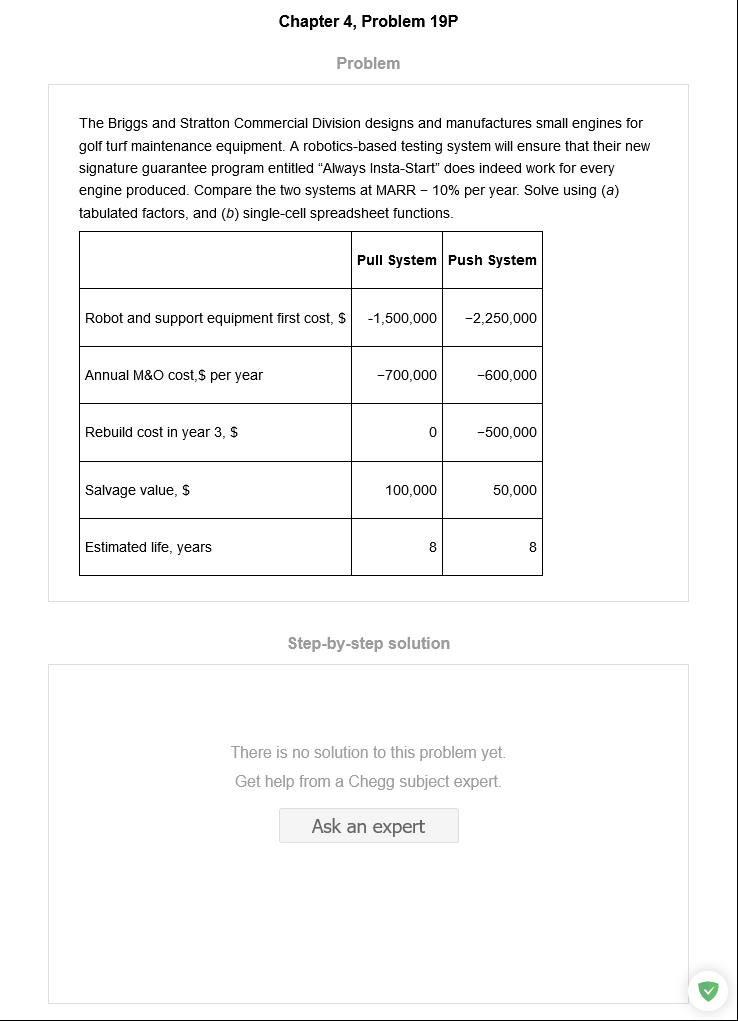 Chapter 4, Problem 19P
Problem
The Briggs and Stratton Commercial Division designs and manufactures small engines for
golf turf maintenance equipment. A robotics-based testing system will ensure that their new
signature guarantee program entitled “Always Insta-Start” does indeed work for every
engine produced. Compare the two systems at MARR − 10% per year. Solve using (a)
tabulated factors, and (b) single-cell spreadsheet functions.
Pull System Push System
Robot and support equipment first cost, $ -1,500,000 −2,250,000
Annual M&O cost,$ per year −700,000 −600,000
Rebuild cost in year 3, $ 0 −500,000
Salvage value, $ 100,000 50,000
Estimated life, years 8 8
Step-by-step solution
There is no solution to this problem yet.
Get help from a Chegg subject expert.
Ask an expert